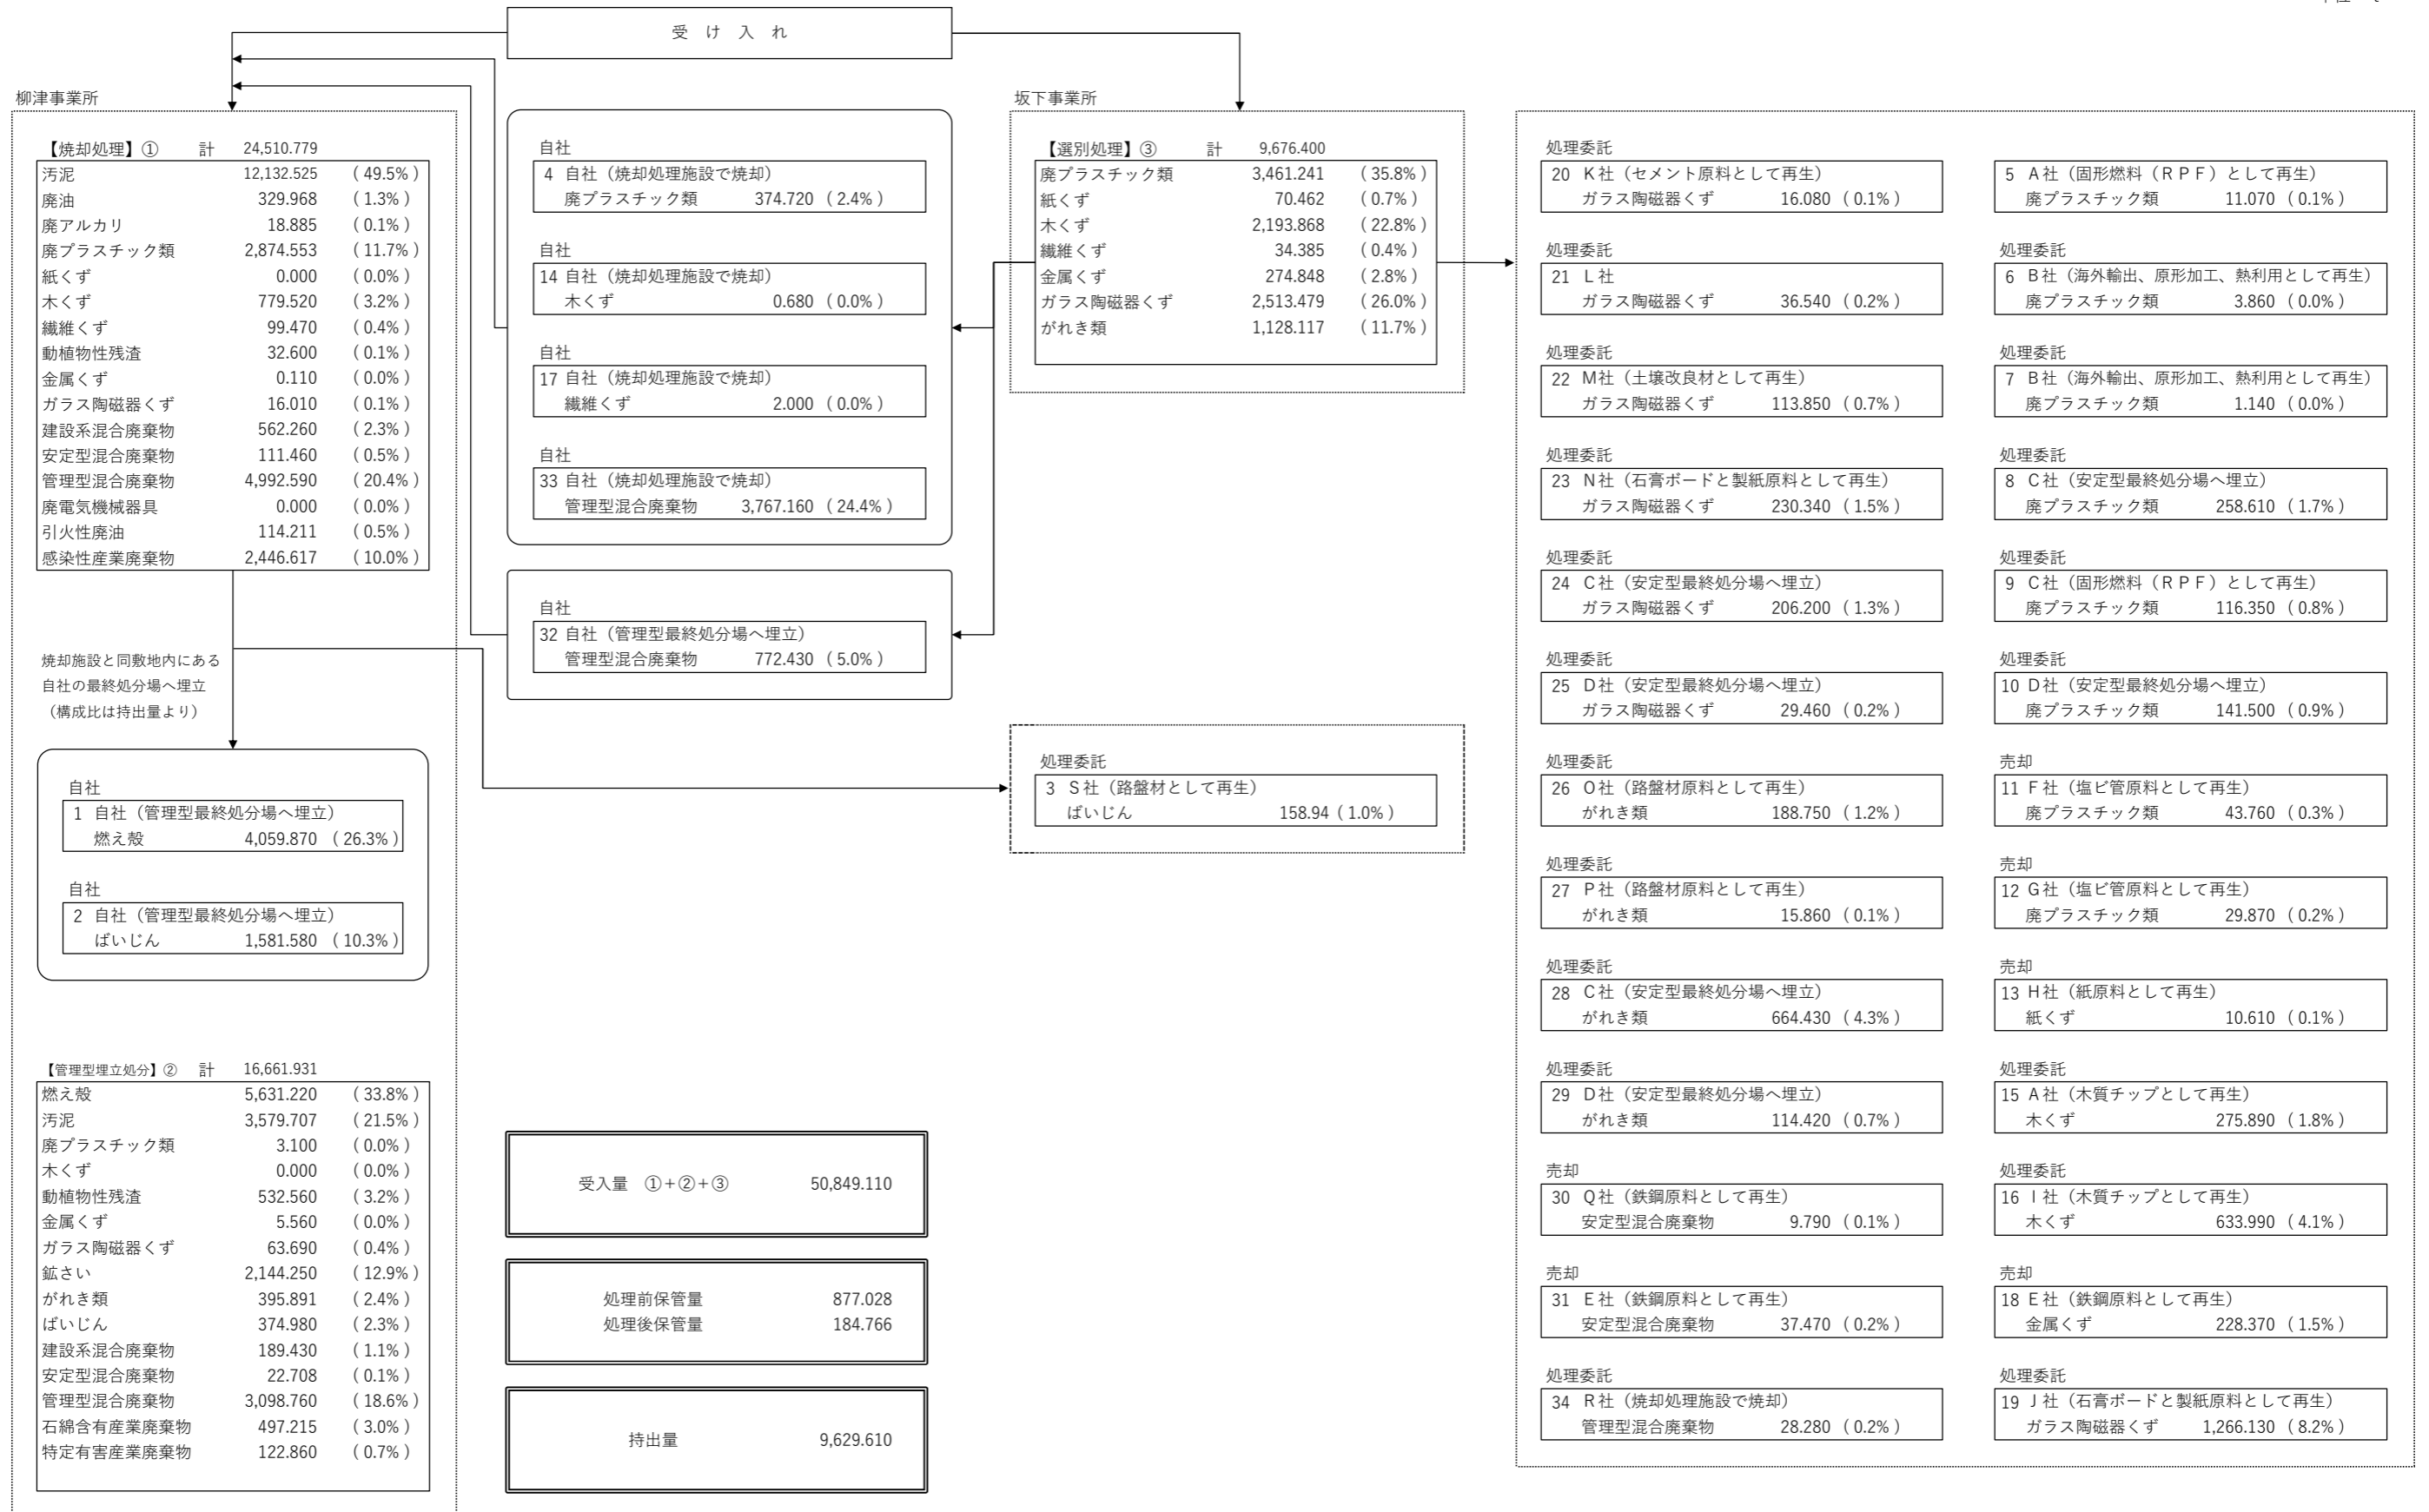 受 け 入 れ
柳津事業所
【焼却処理】① 計 24,510.779
汚泥 12,132.525 ( 49.5% )
廃油 329.968 ( 1.3% )
廃アルカリ 18.885 ( 0.1% )
廃プラスチック類 2,874.553 ( 11.7% )
紙くず 0.000 ( 0.0% )
木くず 779.520 ( 3.2% )
繊維くず 99.470 ( 0.4% )
動植物性残渣 32.600 ( 0.1% )
金属くず 0.110 ( 0.0% )
ガラス陶磁器くず 16.010 ( 0.1% )
建設系混合廃棄物 562.260 ( 2.3% )
安定型混合廃棄物 111.460 ( 0.5% )
管理型混合廃棄物 4,992.590 ( 20.4% )
廃電気機械器具 0.000 ( 0.0% )
引火性廃油 114.211 ( 0.5% )
感染性産業廃棄物 2,446.617 ( 10.0% )
焼却施設と同敷地内にある
自社の最終処分場へ埋立
（構成比は持出量より）
自社
1 自社（管理型最終処分場へ埋立）
燃え殻 4,059.870 ( 26.3% )
自社
2 自社（管理型最終処分場へ埋立）
ばいじん 1,581.580 ( 10.3% )
【管理型埋立処分】② 計 16,661.931
燃え殻 5,631.220 ( 33.8% )
汚泥 3,579.707 ( 21.5% )
廃プラスチック類 3.100 ( 0.0% )
木くず 0.000 ( 0.0% )
動植物性残渣 532.560 ( 3.2% )
金属くず 5.560 ( 0.0% )
ガラス陶磁器くず 63.690 ( 0.4% )
鉱さい 2,144.250 ( 12.9% )
がれき類 395.891 ( 2.4% )
ばいじん 374.980 ( 2.3% )
建設系混合廃棄物 189.430 ( 1.1% )
安定型混合廃棄物 22.708 ( 0.1% )
管理型混合廃棄物 3,098.760 ( 18.6% )
石綿含有産業廃棄物 497.215 ( 3.0% )
特定有害産業廃棄物 122.860 ( 0.7% )
自社
4 自社（焼却処理施設で焼却）
廃プラスチック類 374.720 ( 2.4% )
自社
14 自社（焼却処理施設で焼却）
木くず 0.680 ( 0.0% )
自社
17 自社（焼却処理施設で焼却）
繊維くず 2.000 ( 0.0% )
自社
33 自社（焼却処理施設で焼却）
管理型混合廃棄物 3,767.160 ( 24.4% )
自社
32 自社（管理型最終処分場へ埋立）
管理型混合廃棄物 772.430 ( 5.0% )
受入量 ①+②+③ 50,849.110
処理前保管量 877.028
処理後保管量 184.766
持出量 9,629.610
坂下事業所
【選別処理】③ 計 9,676.400
廃プラスチック類 3,461.241 ( 35.8% )
紙くず 70.462 ( 0.7% )
木くず 2,193.868 ( 22.8% )
繊維くず 34.385 ( 0.4% )
金属くず 274.848 ( 2.8% )
ガラス陶磁器くず 2,513.479 ( 26.0% )
がれき類 1,128.117 ( 11.7% )
処理委託
3 S社（路盤材として再生）
ばいじん 158.94 ( 1.0% )
処理委託
20 K社（セメント原料として再生）
ガラス陶磁器くず 16.080 ( 0.1% )
処理委託
21 L社
ガラス陶磁器くず 36.540 ( 0.2% )
処理委託
22 M社（土壌改良材として再生）
ガラス陶磁器くず 113.850 ( 0.7% )
処理委託
23 N社（石膏ボードと製紙原料として再生）
ガラス陶磁器くず 230.340 ( 1.5% )
処理委託
24 C社（安定型最終処分場へ埋立）
ガラス陶磁器くず 206.200 ( 1.3% )
処理委託
25 D社（安定型最終処分場へ埋立）
ガラス陶磁器くず 29.460 ( 0.2% )
処理委託
26 O社（路盤材原料として再生）
がれき類 188.750 ( 1.2% )
処理委託
27 P社（路盤材原料として再生）
がれき類 15.860 ( 0.1% )
処理委託
28 C社（安定型最終処分場へ埋立）
がれき類 664.430 ( 4.3% )
処理委託
29 D社（安定型最終処分場へ埋立）
がれき類 114.420 ( 0.7% )
売却
30 Q社（鉄鋼原料として再生）
安定型混合廃棄物 9.790 ( 0.1% )
売却
31 E社（鉄鋼原料として再生）
安定型混合廃棄物 37.470 ( 0.2% )
処理委託
34 R社（焼却処理施設で焼却）
管理型混合廃棄物 28.280 ( 0.2% )
処理委託
5 A社（固形燃料（RPF）として再生）
廃プラスチック類 11.070 ( 0.1% )
処理委託
6 B社（海外輸出、原形加工、熱利用として再生）
廃プラスチック類 3.860 ( 0.0% )
処理委託
7 B社（海外輸出、原形加工、熱利用として再生）
廃プラスチック類 1.140 ( 0.0% )
処理委託
8 C社（安定型最終処分場へ埋立）
廃プラスチック類 258.610 ( 1.7% )
処理委託
9 C社（固形燃料（RPF）として再生）
廃プラスチック類 116.350 ( 0.8% )
処理委託
10 D社（安定型最終処分場へ埋立）
廃プラスチック類 141.500 ( 0.9% )
売却
11 F社（塩ビ管原料として再生）
廃プラスチック類 43.760 ( 0.3% )
売却
12 G社（塩ビ管原料として再生）
廃プラスチック類 29.870 ( 0.2% )
売却
13 H社（紙原料として再生）
紙くず 10.610 ( 0.1% )
処理委託
15 A社（木質チップとして再生）
木くず 275.890 ( 1.8% )
処理委託
16 I社（木質チップとして再生）
木くず 633.990 ( 4.1% )
売却
18 E社（鉄鋼原料として再生）
金属くず 228.370 ( 1.5% )
処理委託
19 J社（石膏ボードと製紙原料として再生）
ガラス陶磁器くず 1,266.130 ( 8.2% )